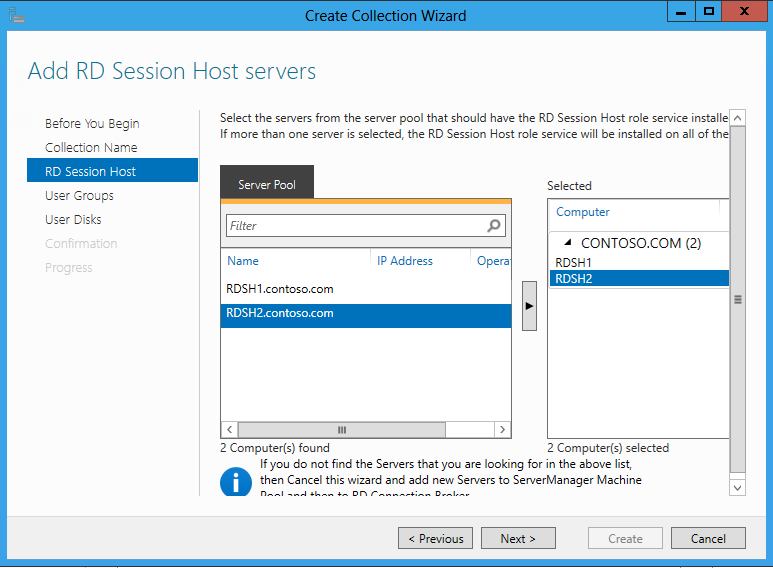 Create Collection Wizard
Add RD Session Host servers
Before You Begin
Collection Name
RD Session Host
User Groups
User Disks
Confirmation
Progress
Select the servers from the server pool that should have the RD Session Host role service installe
If more than one server is selected, the RD Session Host role service will be installed on all of the
Server Pool
Filter
Name IP Address Operat
RDSH1.contoso.com
RDSH2.contoso.com
2 Computer(s) found
Selected
Computer
CONTOSO.COM (2)
RDSH1
RDSH2
2 Computer(s) selected
If you do not find the Servers that you are looking for in the above list,
then Cancel this wizard and add new Servers to ServerManager Machine
Pool and then to RD Connection Broker
< Previous
Next >
Create
Cancel